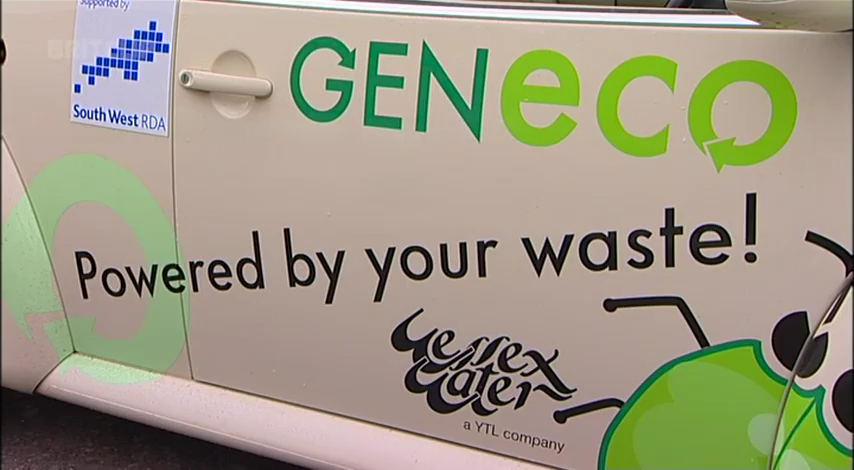 Supported by
South West RDA
GENeco
Powered by your waste!
Wessex Water
a YTL company